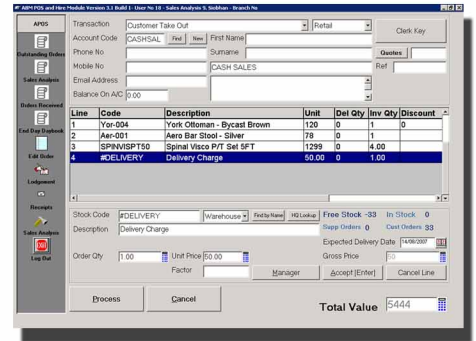 ABM POS and Hire Module Version 3.1 Build 1- User No 18 - Sales Analysis S. Siobhan - Branch No
APOS
Outstanding Orders
Sales Analysis
Orders Received
End Day Daybook
Edit Order
Lodgement
Receipts
Sales Analysis
Log Out
Transaction Customer Take Out Retail Clerk Key
Account Code CASHSAL Find New First Name
Phone No Surname Quotes
Mobile No CASH SALES Ref
Email Address
Balance On A/C 0.00
Line Code Description Unit Del Qty Inv Qty Discount
1 Yor-004 York Ottoman - Bycast Brown 120 0 1 0
2 Aer-001 Aero Bar Stool - Silver 78 0 1
3 SPINVISPT50 Spinal Visco P/T Set 5FT 1299 0 4.00
4 #DELIVERY Delivery Charge 50.00 0 1.00
Stock Code #DELIVERY Warehouse Find by Name HQ Lookup Free Stock -33 In Stock 0
Description Delivery Charge Supp Orders 0 Cust Orders 33
Expected Delivery Date 14/08/2007
Order Qty 1.00 Unit Price 50.00 Gross Price 50
Factor Manager Accept [Enter] Cancel Line
Process Cancel Total Value 5444